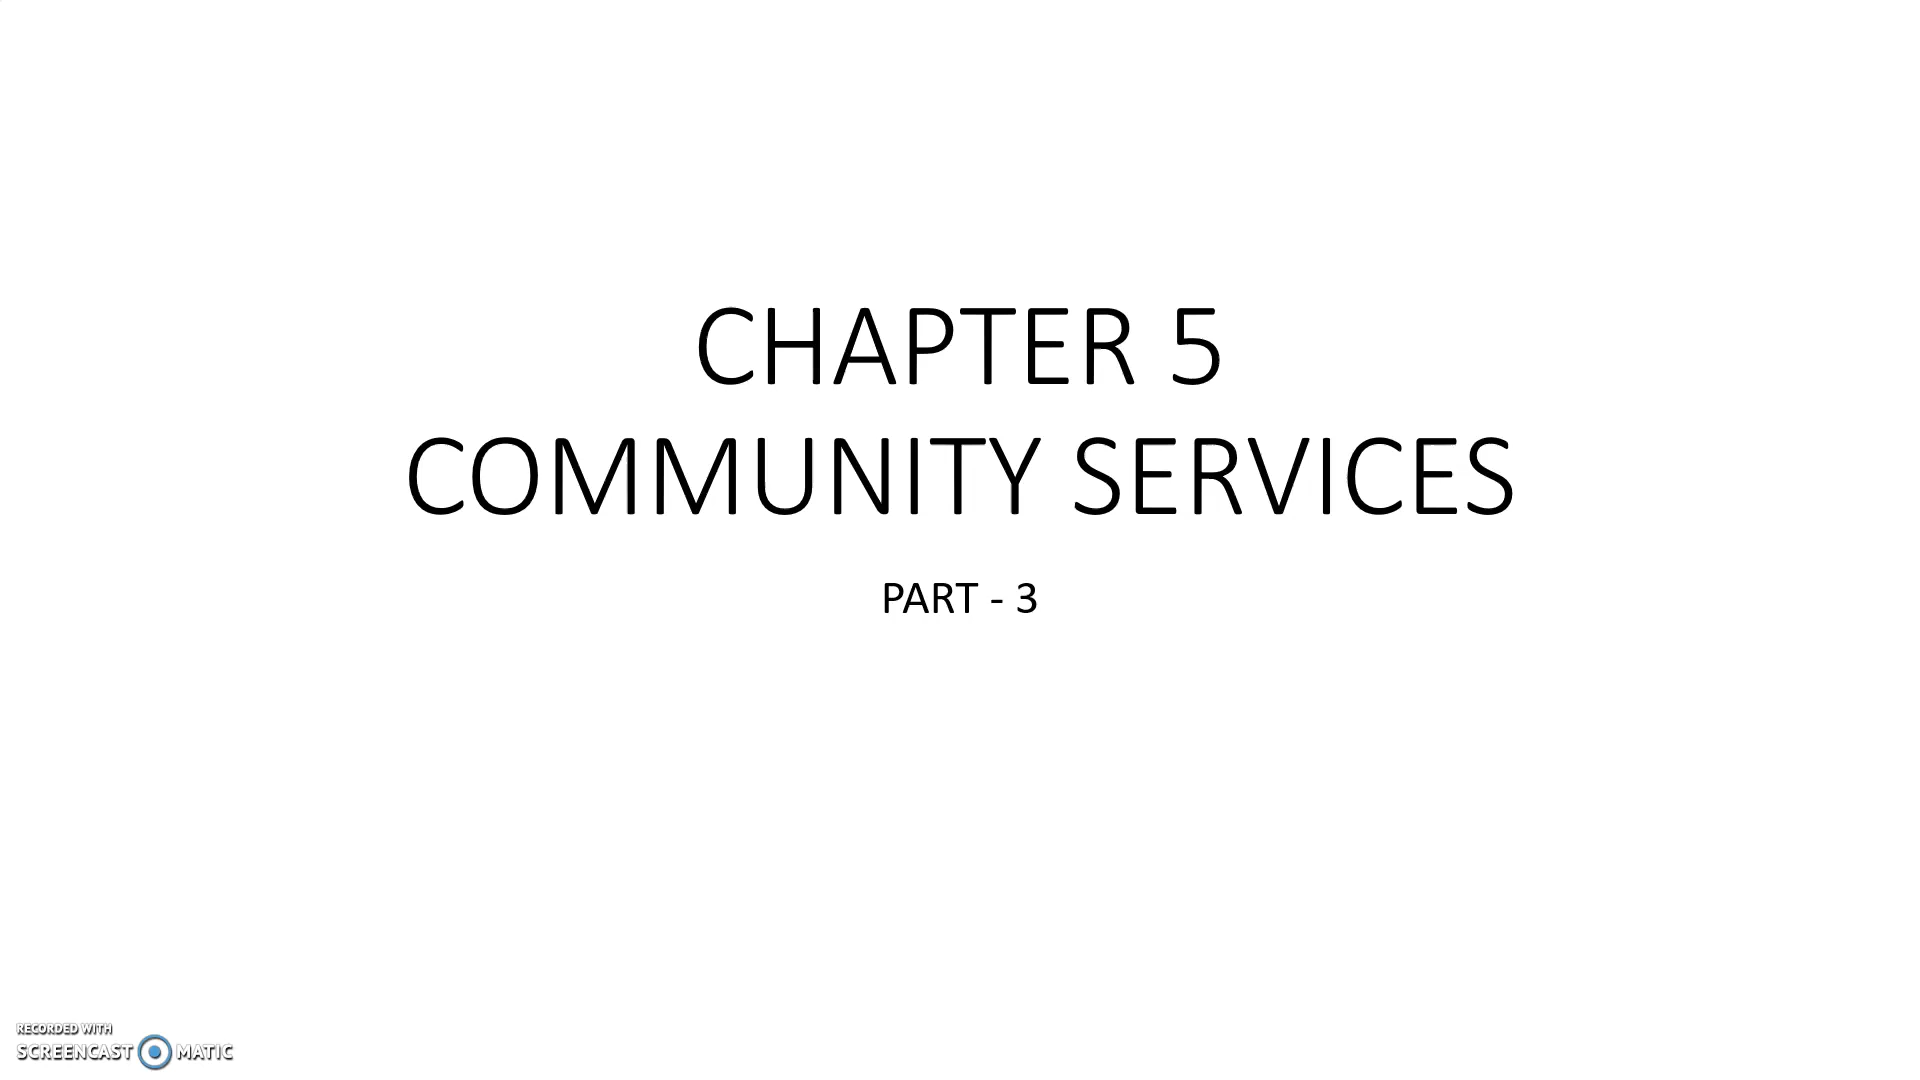 CHAPTER 5
COMMUNITY SERVICES
PART - 3
RECORDED WITH
SCREENCAST MATIC